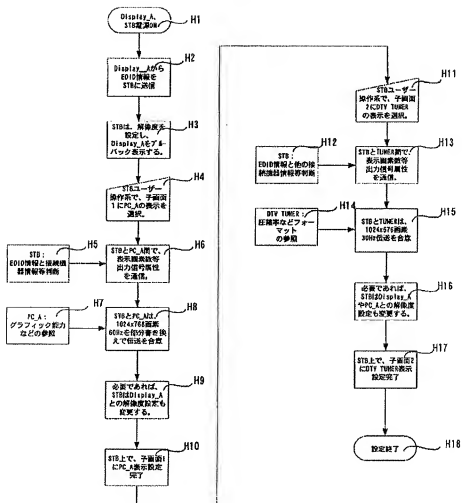 Display_A、
STB電源ON
H1
Display_Aから
EDID情報を
STBに送信
H2
STBは、解像度を
設定し、
Display_Aをブルー
バック表示する。
H3
STBユーザー
操作系で、子画面
1にPC_Aの表示を
選択。
H4
STB：
EDID情報と接続機
器情報等判断
H5
STBとPC_A間で、
表示画素数等
出力信号属性
を通信。
H6
PC_A：
グラフィック能力
などの参照
H7
STBとPC_Aは、
1024x768画素
60Hzを部分書き換
えで伝送を合意
H8
必要であれば、
STBはDisplay_A
との解像度設定も
変更する。
H9
STB上で、子画面1
にPC_A表示設定
完了
H10
STBユーザー
操作系で、子画面
2にDTV TUNER
の表示を選択。
H11
STB：
EDID情報と他の接
続機器情報等判断
H12
STBとTUNER間で、
表示画素数等
出力信号属性
を通信。
H13
DTV TUNER：
圧縮率などフォー
マットの参照
H14
STBとTUNERは、
1024x576画素
30Hz伝送を合意
H15
必要であれば、
STBはDisplay_A
やPC_Aとの解像度
設定も変更する。
H16
STB上で、子画面2
にDTV TUNER表示
設定完了
H17
設定終了
H18